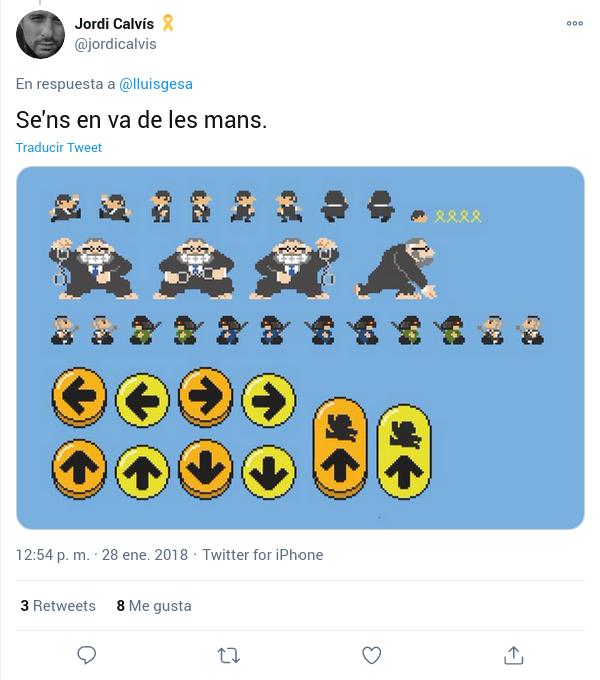 Jordi Calvís 🎗
@jordicalvis
En respuesta a @lluisgesa
Se'ns en va de les mans.
Traducir Tweet
12:54 p. m. · 28 ene. 2018 · Twitter for iPhone
3 Retweets 8 Me gusta